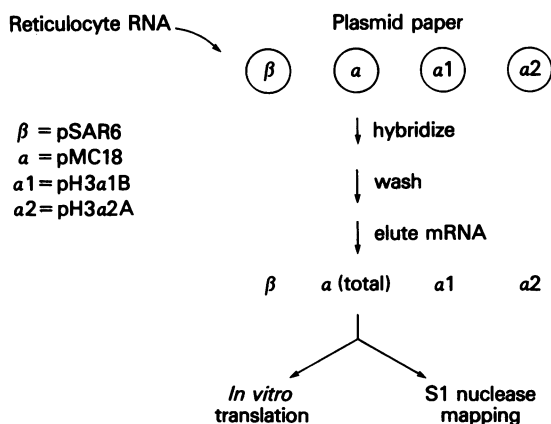 Reticulocyte RNA
Plasmid paper
β α α1 α2
β = pSAR6
α = pMC18
α1 = pH3α1B
α2 = pH3α2A
hybridize
wash
elute mRNA
β α (total) α1 α2
In vitro
translation
S1 nuclease
mapping